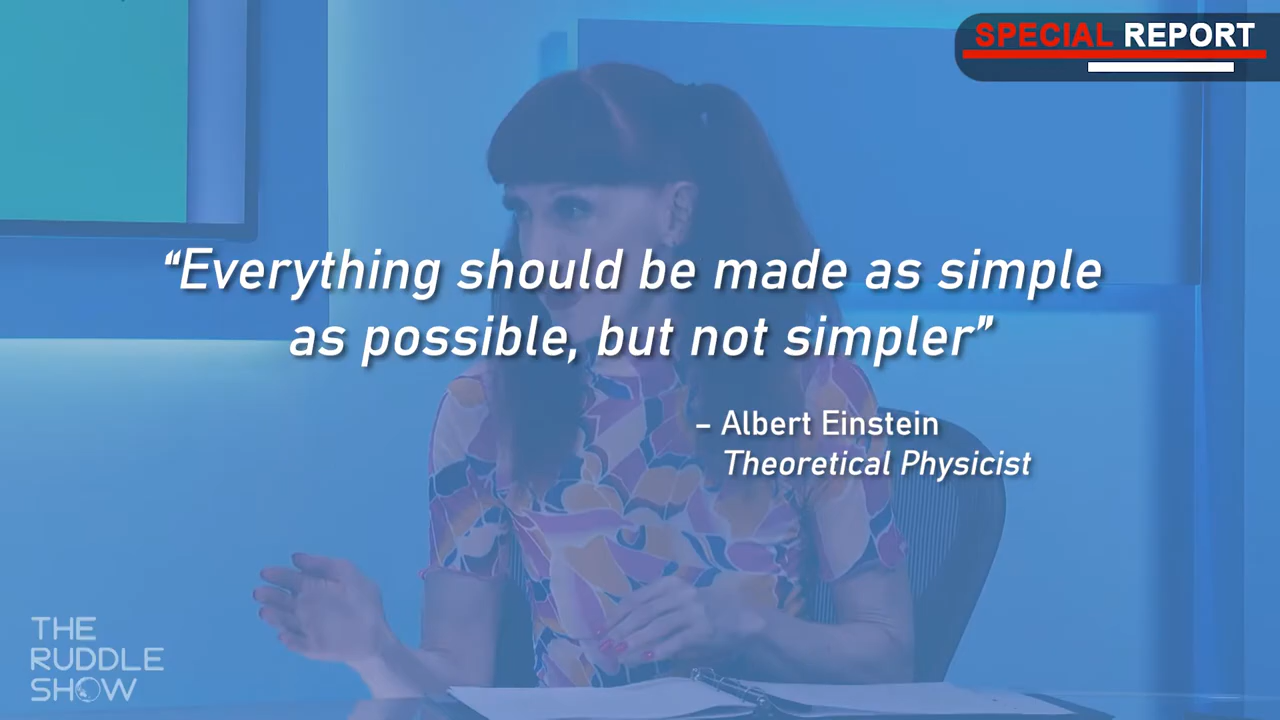 SPECIAL REPORT
“Everything should be made as simple
as possible, but not simpler”
– Albert Einstein
Theoretical Physicist
THE
RUDDLE
SHOW